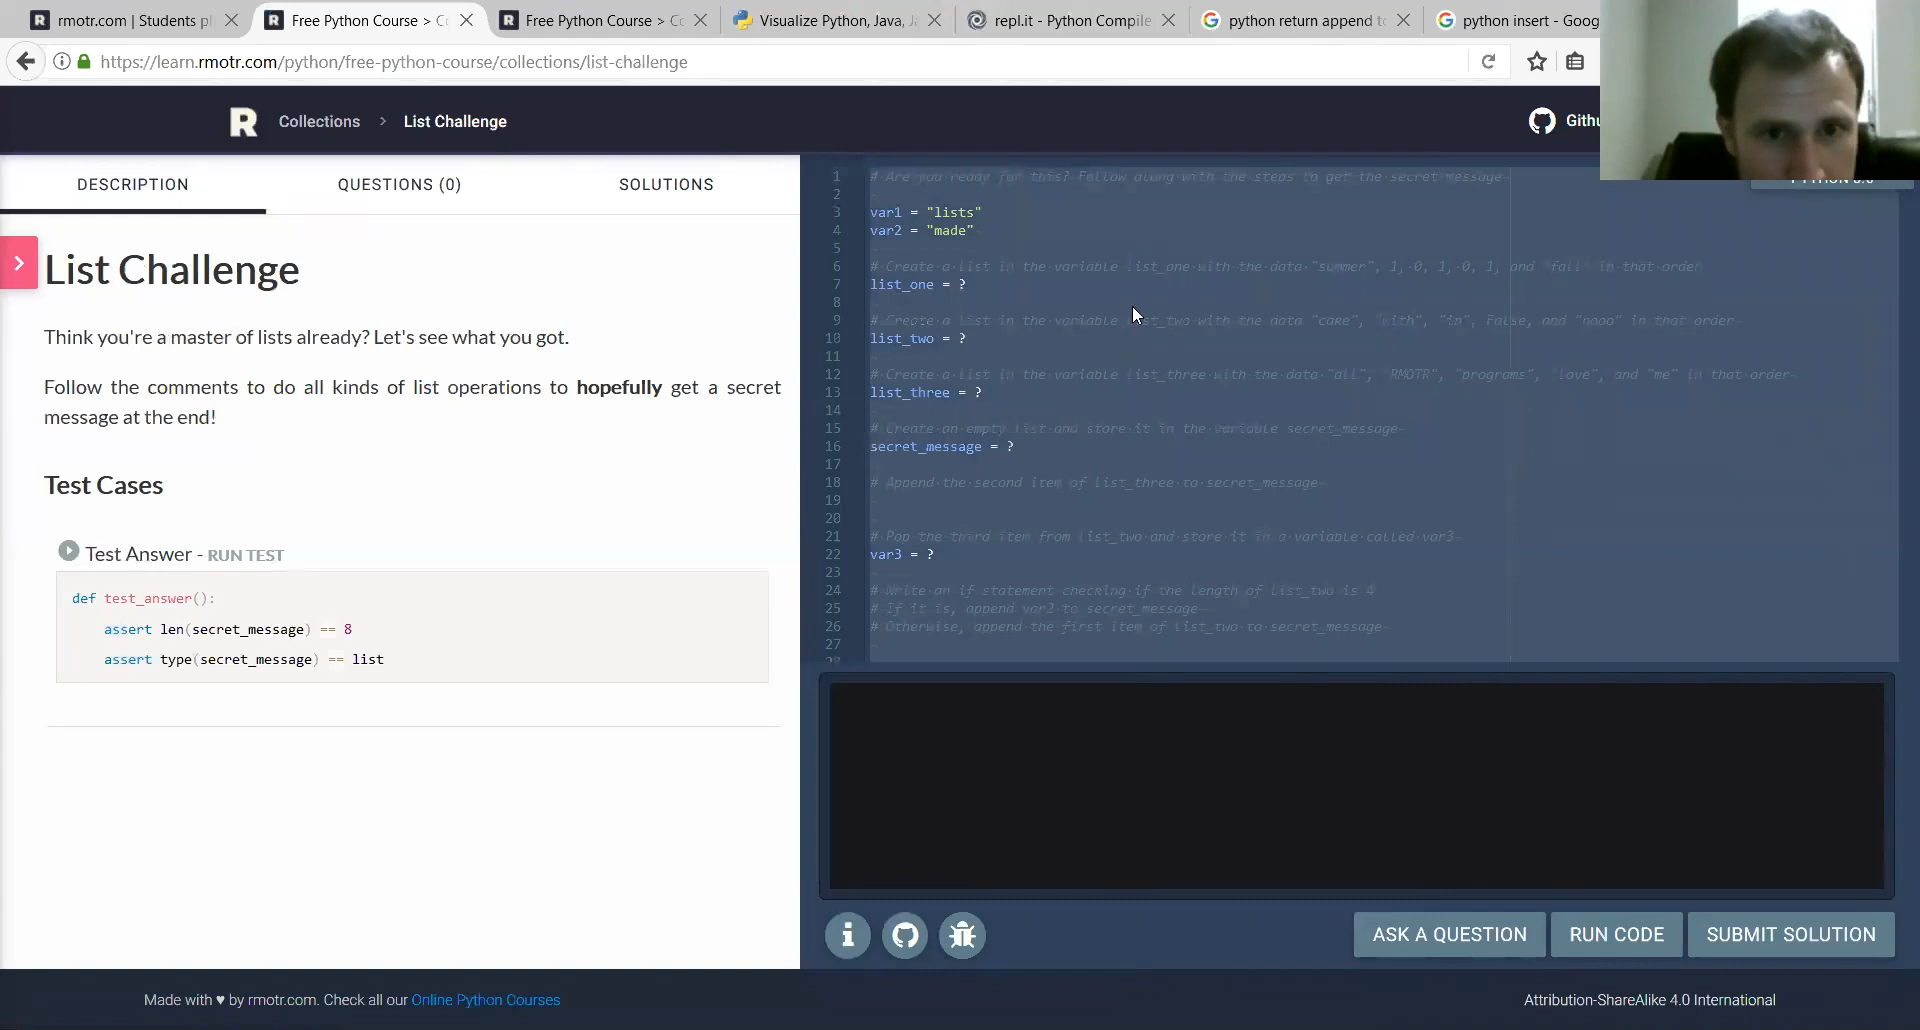 rmotr.com | Students pl
Free Python Course > Co
Free Python Course > Co
Visualize Python, Java, J
repl.it - Python Compile
python return append to
python insert - Goog
https://learn.rmotr.com/python/free-python-course/collections/list-challenge
R Collections > List Challenge
Githu
DESCRIPTION
QUESTIONS (0)
SOLUTIONS
List Challenge
Think you're a master of lists already? Let's see what you got.
Follow the comments to do all kinds of list operations to hopefully get a secret
message at the end!
Test Cases
Test Answer - RUN TEST
def test_answer():
assert len(secret_message) == 8
assert type(secret_message) == list
1 # Are you ready for this? Follow along with the steps to get the secret message
2
3 var1 = "lists"
4 var2 = "made"
5
6 # Create a list in the variable list_one with the data "summer", 1, 0, 1, 0, 1, and "fall" in that order
7 list_one = ?
8
9 # Create a list in the variable list_two with the data "care", "with", "in", False, and "nooo" in that order
10 list_two = ?
11
12 # Create a list in the variable list_three with the data "all", "RMOTR", "programs", "love", and "me" in that order
13 list_three = ?
14
15 # Create an empty list and store it in the variable secret_message
16 secret_message = ?
17
18 # Append the second item of list_three to secret_message
19
20
21 # Pop the third item from list_two and store it in a variable called var3
22 var3 = ?
23
24 # Write an if statement checking if the length of list_two is 4
25 # If it is, append var2 to secret_message
26 # Otherwise, append the first item of list_two to secret_message
27
28
ASK A QUESTION
RUN CODE
SUBMIT SOLUTION
Made with ♥ by rmotr.com. Check all our Online Python Courses
Attribution-ShareAlike 4.0 International